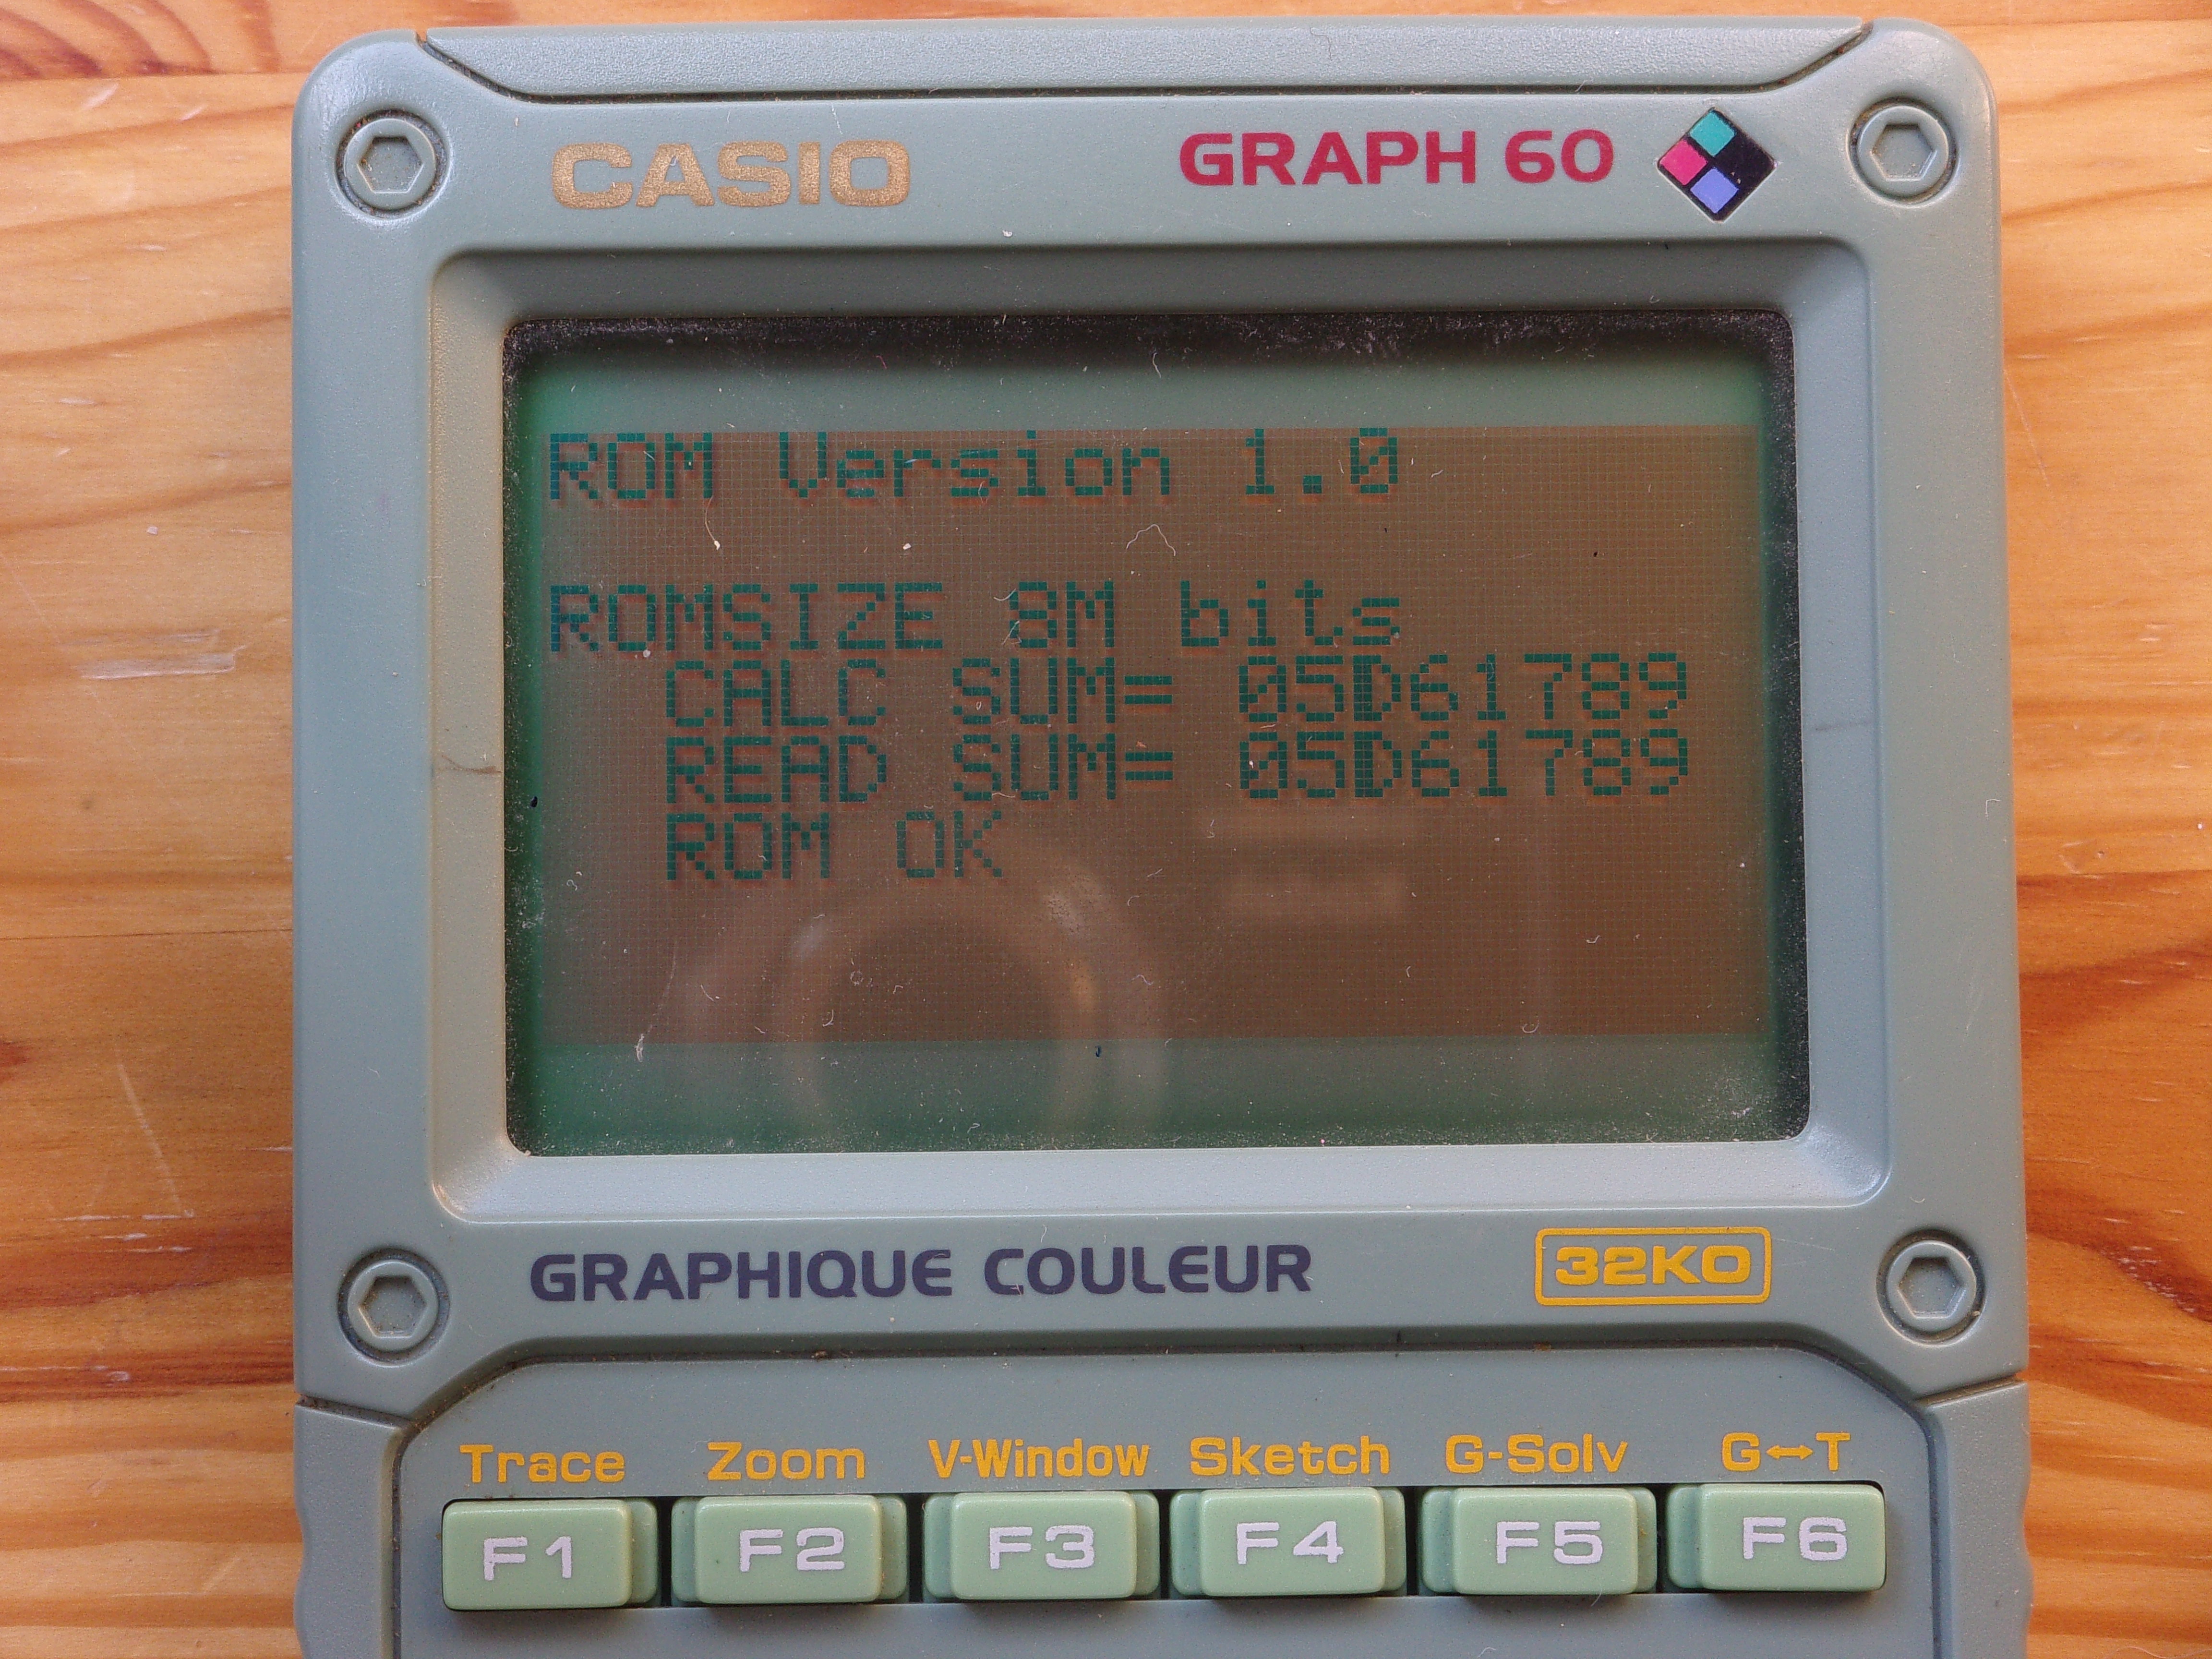 CASIO GRAPH 60
ROM Version 1.0
ROMSIZE 8M bits
CALC SUM= 05D61789
READ SUM= 05D61789
ROM OK
GRAPHIQUE COULEUR 32KO
Trace Zoom V-Window Sketch G-Solv G↔T
F1 F2 F3 F4 F5 F6